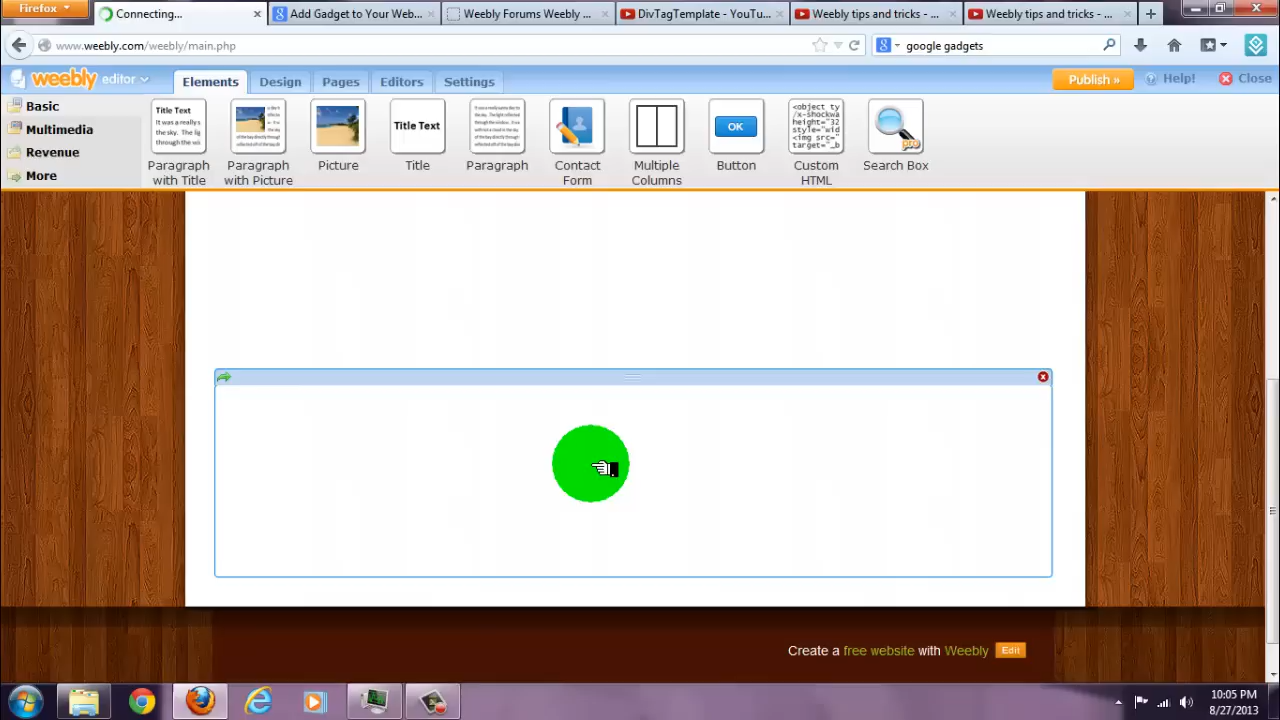 Firefox
Connecting...
Add Gadget to Your Web...
Weebly Forums Weebly ...
DivTagTemplate - YouTu...
Weebly tips and tricks - ...
Weebly tips and tricks - ...
www.weebly.com/weebly/main.php
google gadgets
weebly editor
Elements
Design
Pages
Editors
Settings
Publish »
Help!
Close
Basic
Multimedia
Revenue
More
Title Text
Title Text
OK
pro
Paragraph with Title
Paragraph with Picture
Picture
Title
Paragraph
Contact Form
Multiple Columns
Button
Custom HTML
Search Box
Create a free website with Weebly
Edit
10:05 PM
8/27/2013